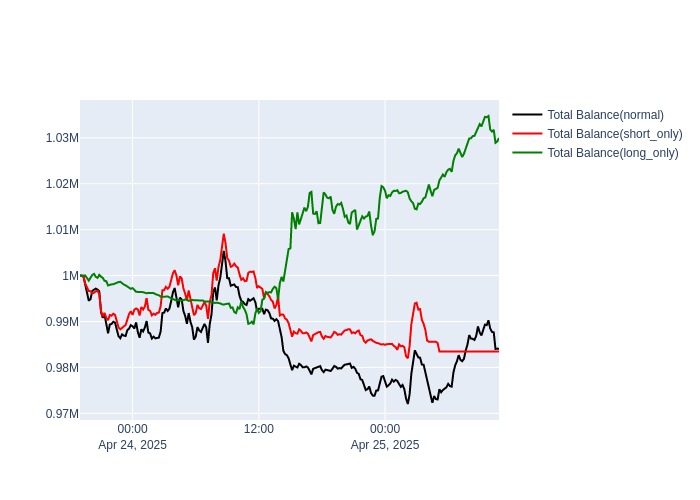 Total Balance(normal)
Total Balance(short_only)
Total Balance(long_only)
1.03M
1.02M
1.01M
1M
0.99M
0.98M
0.97M
00:00 12:00 00:00
Apr 24, 2025 Apr 25, 2025